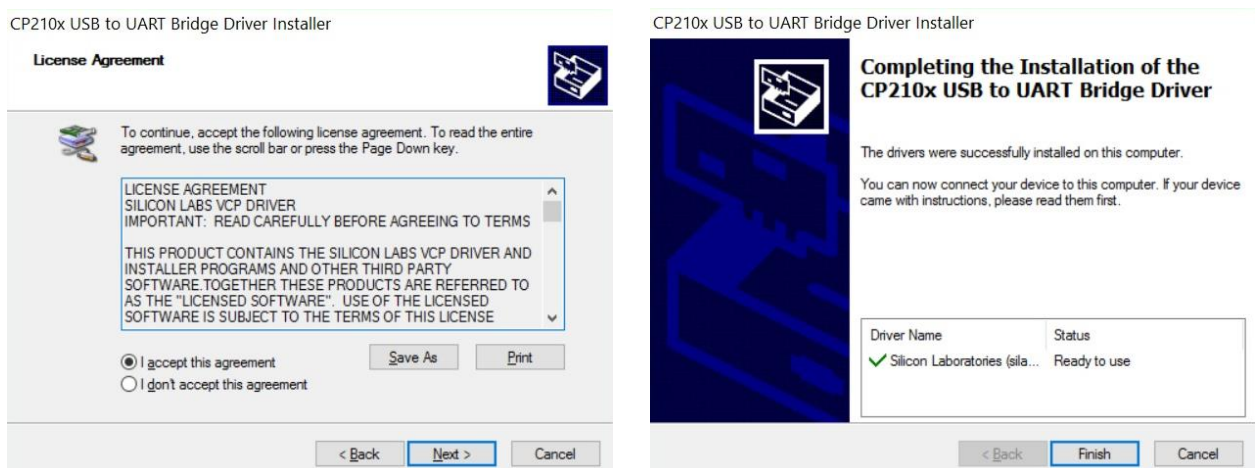 CP210x USB to UART Bridge Driver Installer
License Agreement
To continue, accept the following license agreement. To read the entire
agreement, use the scroll bar or press the Page Down key.
LICENSE AGREEMENT
SILICON LABS VCP DRIVER
IMPORTANT: READ CAREFULLY BEFORE AGREEING TO TERMS
THIS PRODUCT CONTAINS THE SILICON LABS VCP DRIVER AND
INSTALLER PROGRAMS AND OTHER THIRD PARTY
SOFTWARE.TOGETHER THESE PRODUCTS ARE REFERRED TO
AS THE "LICENSED SOFTWARE". USE OF THE LICENSED
SOFTWARE IS SUBJECT TO THE TERMS OF THIS LICENSE
I accept this agreement
Save As
Print
I don't accept this agreement
< Back
Next >
Cancel
CP210x USB to UART Bridge Driver Installer
Completing the Installation of the
CP210x USB to UART Bridge Driver
The drivers were successfully installed on this computer.
You can now connect your device to this computer. If your device
came with instructions, please read them first.
Driver Name Status
Silicon Laboratories (sila... Ready to use
< Back
Finish
Cancel